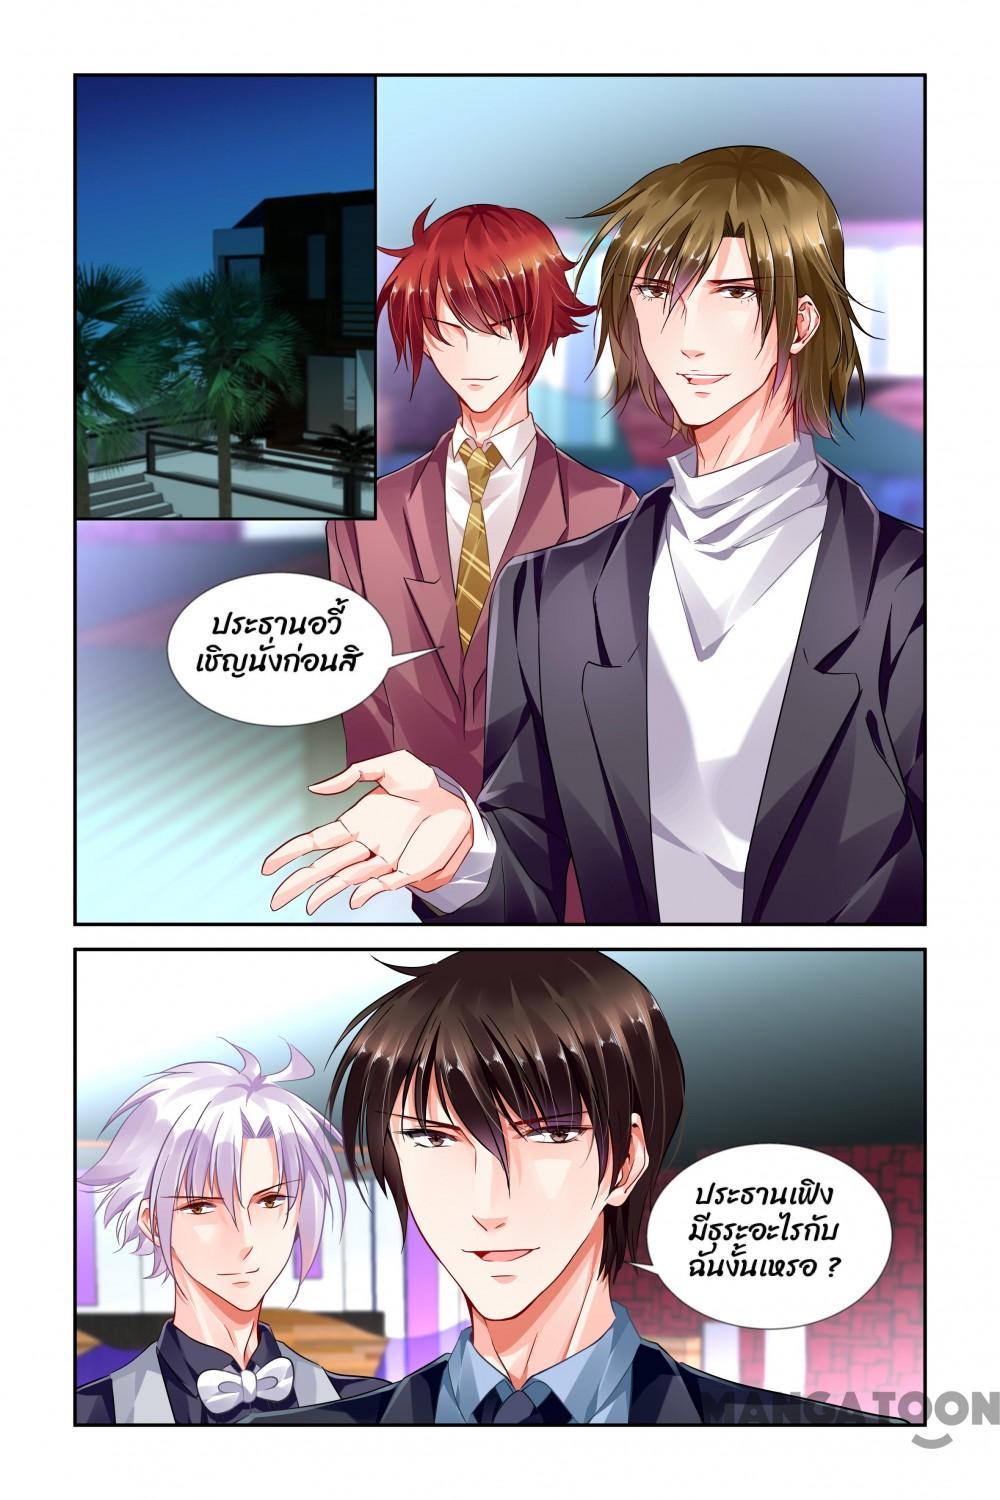 ประธานอวี้
เชิญนั่งก่อนสิ
ประธานเฟิง
มีธุระอะไรกับ
ฉันงั้นเหรอ ?
MANGATOON